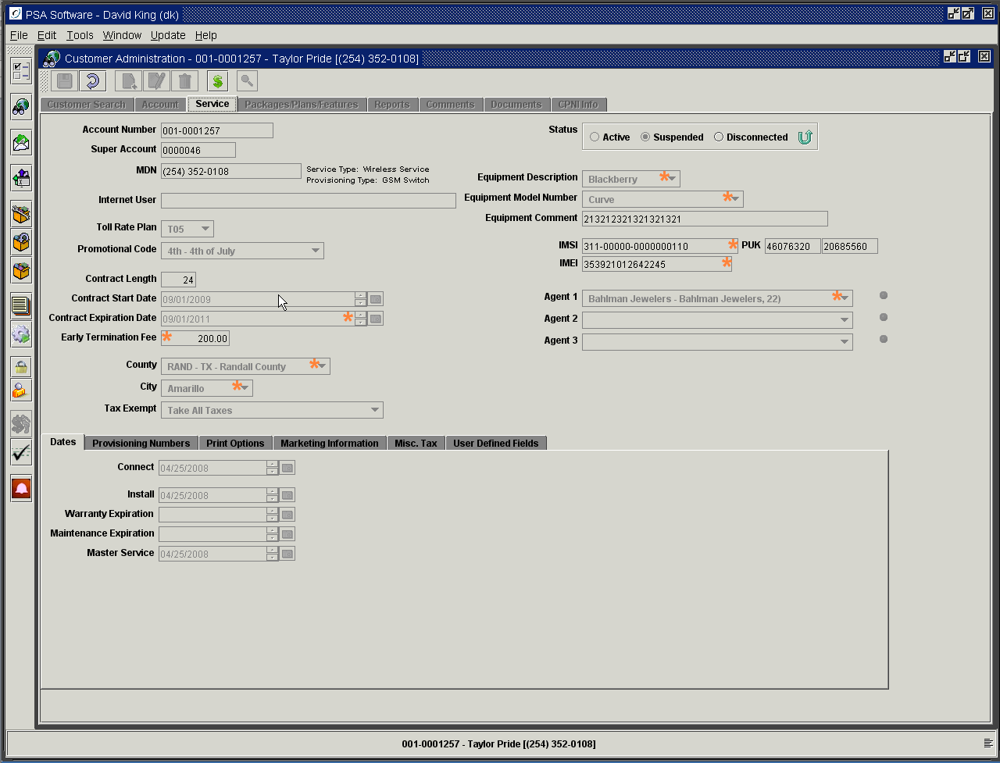 PSA Software - David King (dk)
File Edit Tools Window Update Help
Customer Administration - 001-0001257 - Taylor Pride [(254) 352-0108]
Customer Search Account Service Packages/Plans/Features Reports Comments Documents CPNI Info
Account Number 001-0001257
Super Account 0000046
MDN (254) 352-0108 Service Type: Wireless Service
Provisioning Type: GSM Switch
Internet User
Toll Rate Plan T05
Promotional Code 4th - 4th of July
Contract Length 24
Contract Start Date 09/01/2009
Contract Expiration Date 09/01/2011
Early Termination Fee 200.00
County RAND - TX - Randall County
City Amarillo
Tax Exempt Take All Taxes
Status Active Suspended Disconnected
Equipment Description Blackberry
Equipment Model Number Curve
Equipment Comment 213212321321321321
IMSI 311-00000-0000000110 PUK 46076320 20685560
IMEI 353921012642245
Agent 1 Bahlman Jewelers - Bahlman Jewelers, 22)
Agent 2
Agent 3
Dates Provisioning Numbers Print Options Marketing Information Misc. Tax User Defined Fields
Connect 04/25/2008
Install 04/25/2008
Warranty Expiration
Maintenance Expiration
Master Service 04/25/2008
001-0001257 - Taylor Pride [(254) 352-0108]